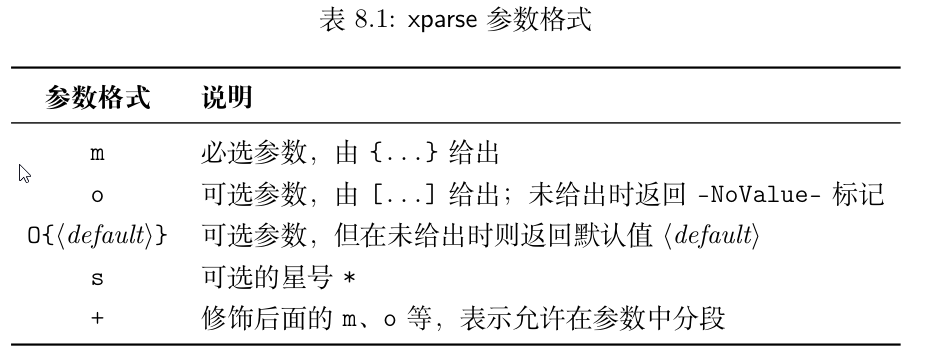 表 8.1: xparse 参数格式
参数格式 说明
m 必选参数，由 {...} 给出
o 可选参数，由 [...] 给出；未给出时返回 -NoValue- 标记
O{⟨default⟩} 可选参数，但在未给出时则返回默认值 ⟨default⟩
s 可选的星号 *
+ 修饰后面的 m、o 等，表示允许在参数中分段